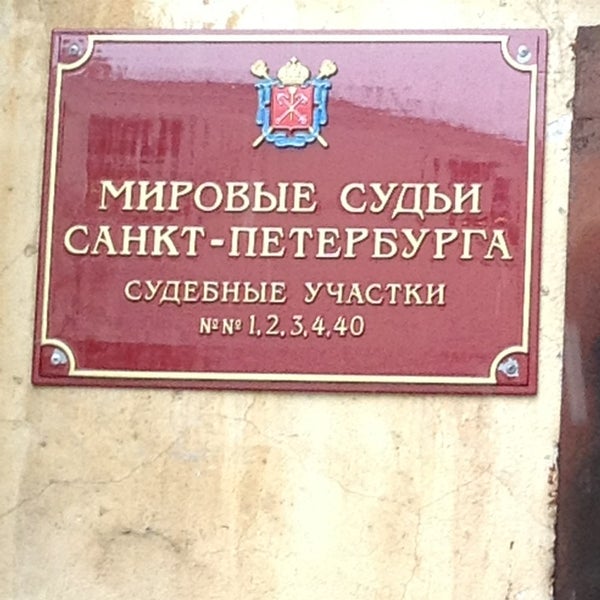 МИРОВЫЕ СУДЬИ
САНКТ-ПЕТЕРБУРГА
СУДЕБНЫЕ УЧАСТКИ
№№ 1, 2, 3, 4, 40